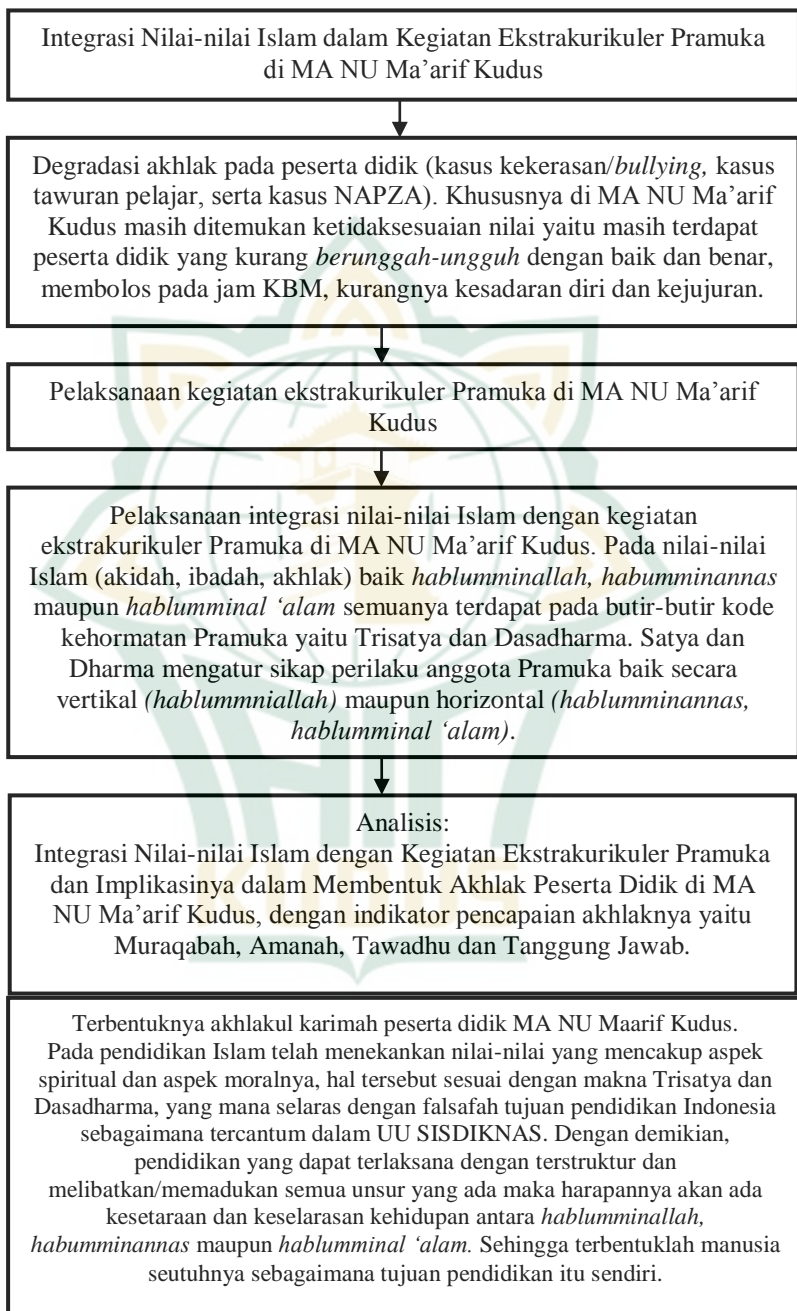 Integrasi Nilai-nilai Islam dalam Kegiatan Ekstrakurikuler Pramuka
di MA NU Ma’arif Kudus
Degradasi akhlak pada peserta didik (kasus kekerasan/bullying, kasus
tawuran pelajar, serta kasus NAPZA). Khususnya di MA NU Ma’arif
Kudus masih ditemukan ketidaksesuaian nilai yaitu masih terdapat
peserta didik yang kurang berunggah-ungguh dengan baik dan benar,
membolos pada jam KBM, kurangnya kesadaran diri dan kejujuran.
Pelaksanaan kegiatan ekstrakurikuler Pramuka di MA NU Ma’arif
Kudus
Pelaksanaan integrasi nilai-nilai Islam dengan kegiatan
ekstrakurikuler Pramuka di MA NU Ma’arif Kudus. Pada nilai-nilai
Islam (akidah, ibadah, akhlak) baik hablumminallah, habumminannas
maupun hablumminal ‘alam semuanya terdapat pada butir-butir kode
kehormatan Pramuka yaitu Trisatya dan Dasadharma. Satya dan
Dharma mengatur sikap perilaku anggota Pramuka baik secara
vertikal (hablummniallah) maupun horizontal (hablumminannas,
hablumminal ‘alam).
Analisis:
Integrasi Nilai-nilai Islam dengan Kegiatan Ekstrakurikuler Pramuka
dan Implikasinya dalam Membentuk Akhlak Peserta Didik di MA
NU Ma’arif Kudus, dengan indikator pencapaian akhlaknya yaitu
Muraqabah, Amanah, Tawadhu dan Tanggung Jawab.
KUDUS
Terbentuknya akhlakul karimah peserta didik MA NU Maarif Kudus.
Pada pendidikan Islam telah menekankan nilai-nilai yang mencakup aspek
spiritual dan aspek moralnya, hal tersebut sesuai dengan makna Trisatya dan
Dasadharma, yang mana selaras dengan falsafah tujuan pendidikan Indonesia
sebagaimana tercantum dalam UU SISDIKNAS. Dengan demikian,
pendidikan yang dapat terlaksana dengan terstruktur dan
melibatkan/memadukan semua unsur yang ada maka harapannya akan ada
kesetaraan dan keselarasan kehidupan antara hablumminallah,
habumminannas maupun hablumminal ‘alam. Sehingga terbentuklah manusia
seutuhnya sebagaimana tujuan pendidikan itu sendiri.